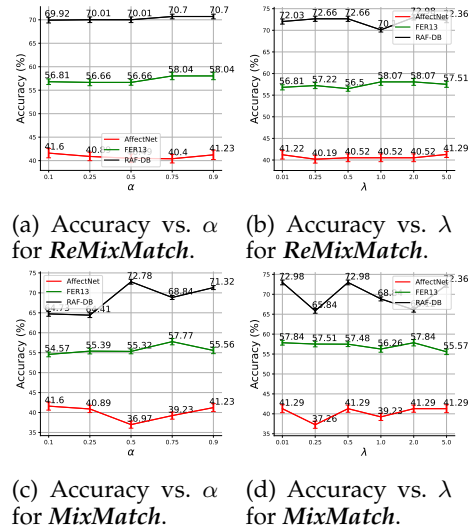 69.92 70.01 70.01 70.7 70.7
56.81 56.66 56.66 58.04 58.04
41.6 40.4 41.23
AffectNet
FER13
RAF-DB
Accuracy (%)
70
65
60
55
50
45
40
0.1 0.25 0.5 0.75 0.9
α
(a) Accuracy vs. α
for ReMixMatch.
72.03 72.66 72.66
56.81 57.22 56.5 58.07 58.07 57.51
41.22 40.19 40.52 40.52 40.52 41.29
AffectNet
FER13
RAF-DB
Accuracy (%)
75
70
65
60
55
50
45
40
0.01 0.25 0.5 1.0 2.0 5.0
λ
(b) Accuracy vs. λ
for ReMixMatch.
72.78 68.84 71.32
54.57 55.39 55.32 57.77 55.56
41.6 40.89 36.97 39.23 41.23
AffectNet
FER13
RAF-DB
Accuracy (%)
75
70
65
60
55
50
45
40
35
0.1 0.25 0.5 0.75 0.9
α
(c) Accuracy vs. α
for MixMatch.
72.98 65.84 72.98
57.84 57.51 57.48 56.26 57.84 55.57
41.29 37.26 41.29 39.23 41.29 41.29
AffectNet
FER13
RAF-DB
Accuracy (%)
75
70
65
60
55
50
45
40
35
0.01 0.25 0.5 1.0 2.0 5.0
λ
(d) Accuracy vs. λ
for MixMatch.